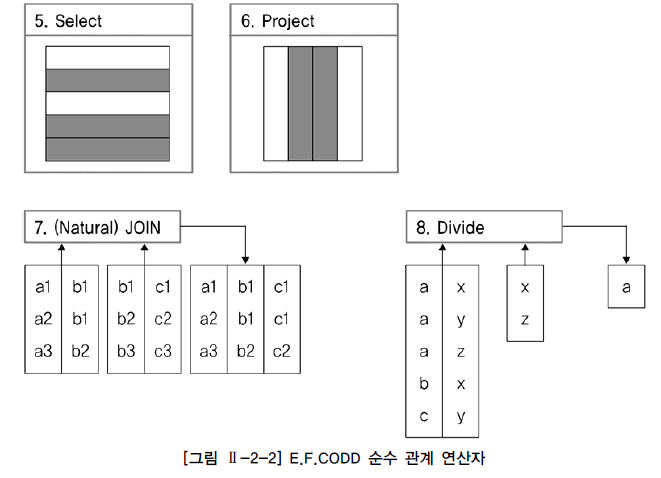 5. Select
6. Project
7. (Natural) JOIN
8. Divide
a1 b1 b1 c1 a1 b1 c1 a x x a
a2 b1 b2 c2 a2 b1 c1 a y z
a3 b2 b3 c3 a3 b2 c2 a z
b x
c y
[그림 Ⅱ-2-2] E.F.CODD 순수 관계 연산자